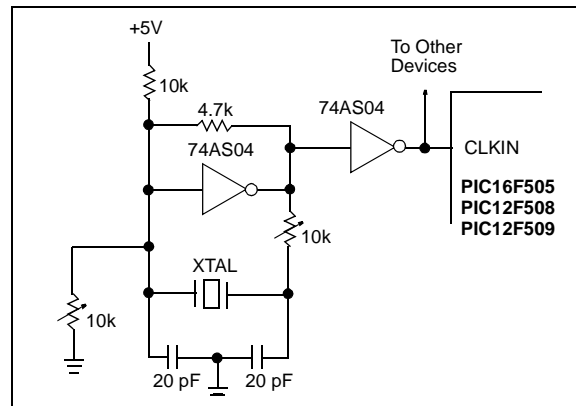 +5V
To Other
Devices
10k
4.7k
74AS04
74AS04
CLKIN
PIC16F505
PIC12F508
PIC12F509
10k
XTAL
10k
20 pF
20 pF